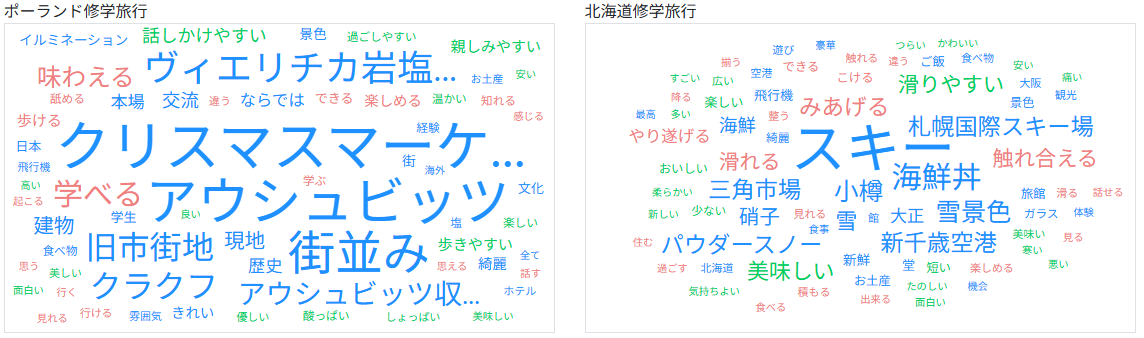 ポーランド修学旅行
イルミネーション 話しかけやすい 景色 過ごしやすい 親しみやすい
味わえる ヴィエリチカ岩塩... お土産 安い
舐める 本場 交流 違う ならでは できる 楽しめる 温かい 知れる 感じる
歩ける クリスマスマーケ... 経験
日本 街 海外
飛行機
高い 学べる アウシュビッツ 学ぶ 文化
起こる 学生 良い 塩 楽しい
建物 旧市街地 現地 街並み 歩きやすい 全て
食べ物 歴史 思える 綺麗 話す
思う 美しい クラクフ アウシュビッツ収... ホテル
面白い 行く
見れる 行ける 雰囲気 きれい 優しい 酸っぱい しょっぱい 美味しい
北海道修学旅行
遊び 豪華 つらい かわいい
揃う できる 触れる 違う ご飯 食べ物 安い
すごい 広い 空港 こける 滑りやすい 大阪 痛い
降る 楽しい 飛行機 みあげる 景色 観光
最高 多い 海鮮 整う スキー 札幌国際スキー場
やり遂げる 綺麗
おいしい 滑れる 海鮮丼 触れ合える
柔らかい 三角市場 小樽 旅館 滑る 話せる
新しい 少ない 硝子 見れる 雪 館 大正 雪景色 ガラス 体験
住む パウダースノー 食事 新千歳空港 美味い 見る
寒い
過ごす 北海道 美味しい 新鮮 堂 短い 楽しめる 悪い
気持ちよい 積もる お土産 たのしい 機会
食べる 出来る 面白い